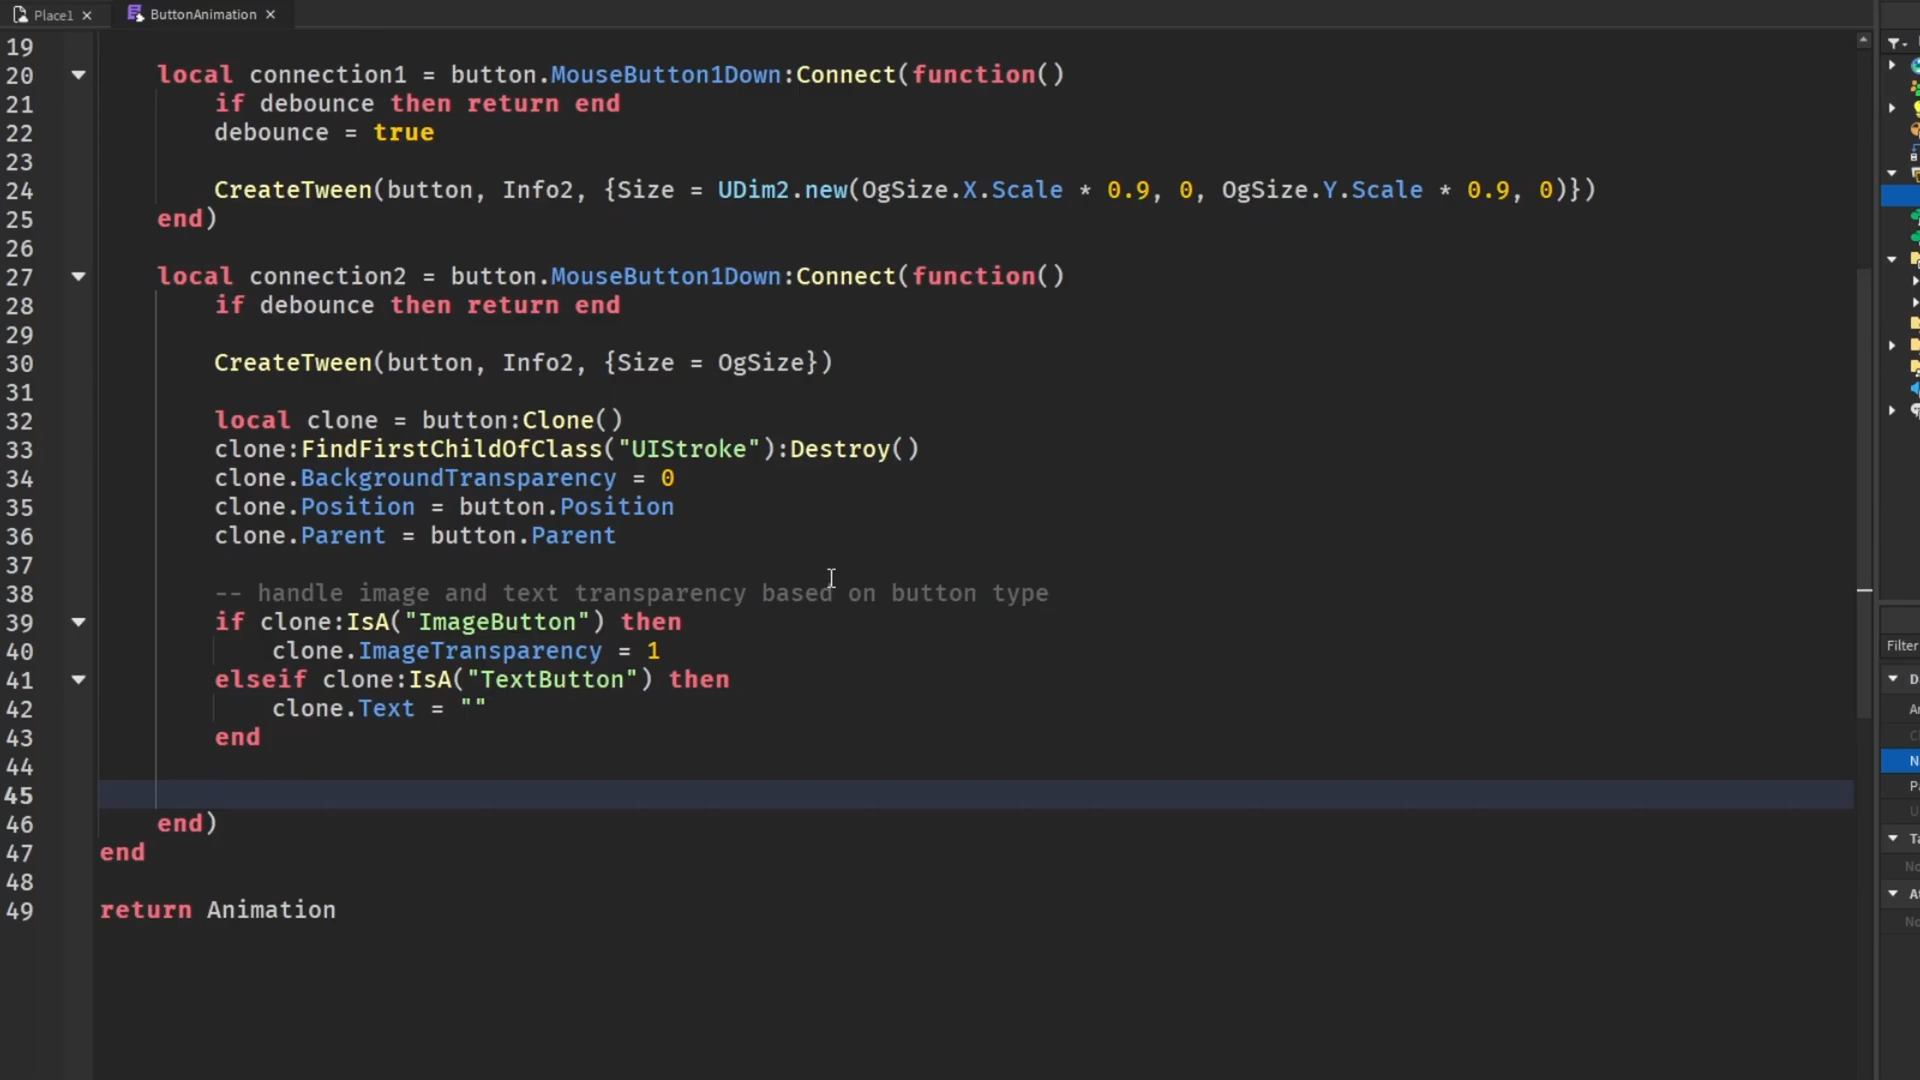 Place1
ButtonAnimation
19
20 local connection1 = button.MouseButton1Down:Connect(function()
21 if debounce then return end
22 debounce = true
23
24 CreateTween(button, Info2, {Size = UDim2.new(OgSize.X.Scale * 0.9, 0, OgSize.Y.Scale * 0.9, 0)})
25 end)
26
27 local connection2 = button.MouseButton1Down:Connect(function()
28 if debounce then return end
29
30 CreateTween(button, Info2, {Size = OgSize})
31
32 local clone = button:Clone()
33 clone:FindFirstChildOfClass("UIStroke"):Destroy()
34 clone.BackgroundTransparency = 0
35 clone.Position = button.Position
36 clone.Parent = button.Parent
37
38 -- handle image and text transparency based on button type
39 if clone:IsA("ImageButton") then
40 clone.ImageTransparency = 1
41 elseif clone:IsA("TextButton") then
42 clone.Text = ""
43 end
44
45
46 end)
47 end
48
49 return Animation
Filter